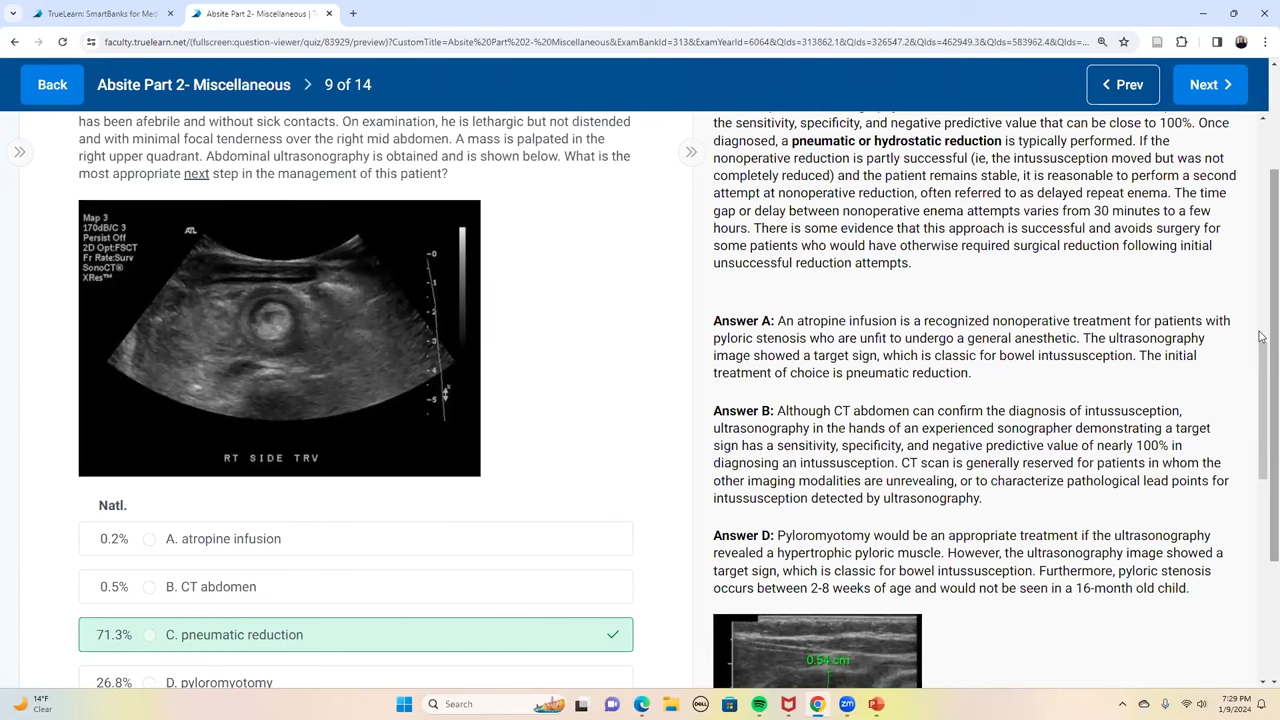 TrueLearn: SmartBanks for Med
Absite Part 2- Miscellaneous | T
faculty.truelearn.net/(fullscreen:question-viewer/quiz/83929/preview)?CustomTitle=Absite%20Part%202-%20Miscellaneous&ExamBankId=313&ExamYearId=6064&QIds=313862.1&QIds=326547.2&QIds=462949.3&QIds=583962.4&QIds=...
Back
Absite Part 2- Miscellaneous
9 of 14
Prev
Next
has been afebrile and without sick contacts. On examination, he is lethargic but not distended
and with minimal focal tenderness over the right mid abdomen. A mass is palpated in the
right upper quadrant. Abdominal ultrasonography is obtained and is shown below. What is the
most appropriate next step in the management of this patient?
Map 3
170dB/C 3
Persist Off
2D Opt:FSCT
Fr Rate:Surv
SonoCT®
XRes™
ATL
0
1
2
3
4
5
RT SIDE TRV
Natl.
0.2% A. atropine infusion
0.5% B. CT abdomen
71.3% C. pneumatic reduction
26.8% D. pyloromyotomy
the sensitivity, specificity, and negative predictive value that can be close to 100%. Once
diagnosed, a pneumatic or hydrostatic reduction is typically performed. If the
nonoperative reduction is partly successful (ie, the intussusception moved but was not
completely reduced) and the patient remains stable, it is reasonable to perform a second
attempt at nonoperative reduction, often referred to as delayed repeat enema. The time
gap or delay between nonoperative enema attempts varies from 30 minutes to a few
hours. There is some evidence that this approach is successful and avoids surgery for
some patients who would have otherwise required surgical reduction following initial
unsuccessful reduction attempts.
Answer A: An atropine infusion is a recognized nonoperative treatment for patients with
pyloric stenosis who are unfit to undergo a general anesthetic. The ultrasonography
image showed a target sign, which is classic for bowel intussusception. The initial
treatment of choice is pneumatic reduction.
Answer B: Although CT abdomen can confirm the diagnosis of intussusception,
ultrasonography in the hands of an experienced sonographer demonstrating a target
sign has a sensitivity, specificity, and negative predictive value of nearly 100% in
diagnosing an intussusception. CT scan is generally reserved for patients in whom the
other imaging modalities are unrevealing, or to characterize pathological lead points for
intussusception detected by ultrasonography.
Answer D: Pyloromyotomy would be an appropriate treatment if the ultrasonography
revealed a hypertrophic pyloric muscle. However, the ultrasonography image showed a
target sign, which is classic for bowel intussusception. Furthermore, pyloric stenosis
occurs between 2-8 weeks of age and would not be seen in a 16-month old child.
0.54 cm
14°F
Clear
Search
DELL
zm
7:29 PM
1/9/2024